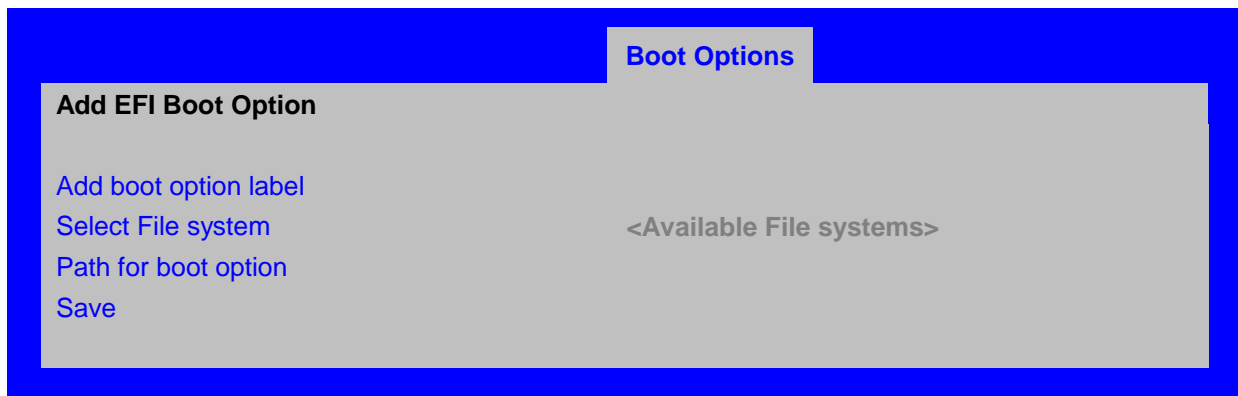 Boot Options
Add EFI Boot Option
Add boot option label
Select File system <Available File systems>
Path for boot option
Save